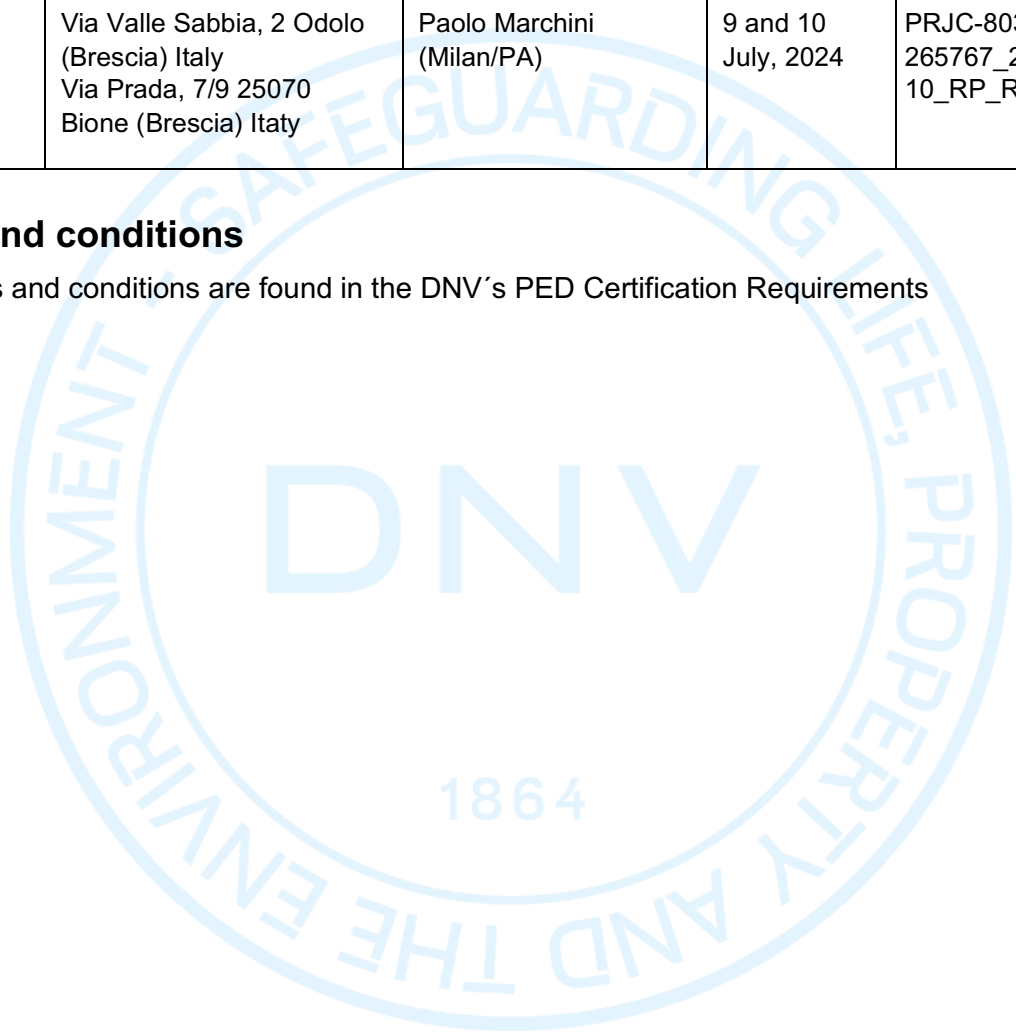 Via Valle Sabbia, 2 Odolo
(Brescia) Italy
Via Prada, 7/9 25070
Bione (Brescia) Itaty
Paolo Marchini
(Milan/PA)
9 and 10
July, 2024
PRJC-803
265767_2
10_RP_R
nd conditions
s and conditions are found in the DNV´s PED Certification Requirements
SAFEGUARDING LIFE, PROPERTY AND THE ENVIRONMENT -
DNV
1864